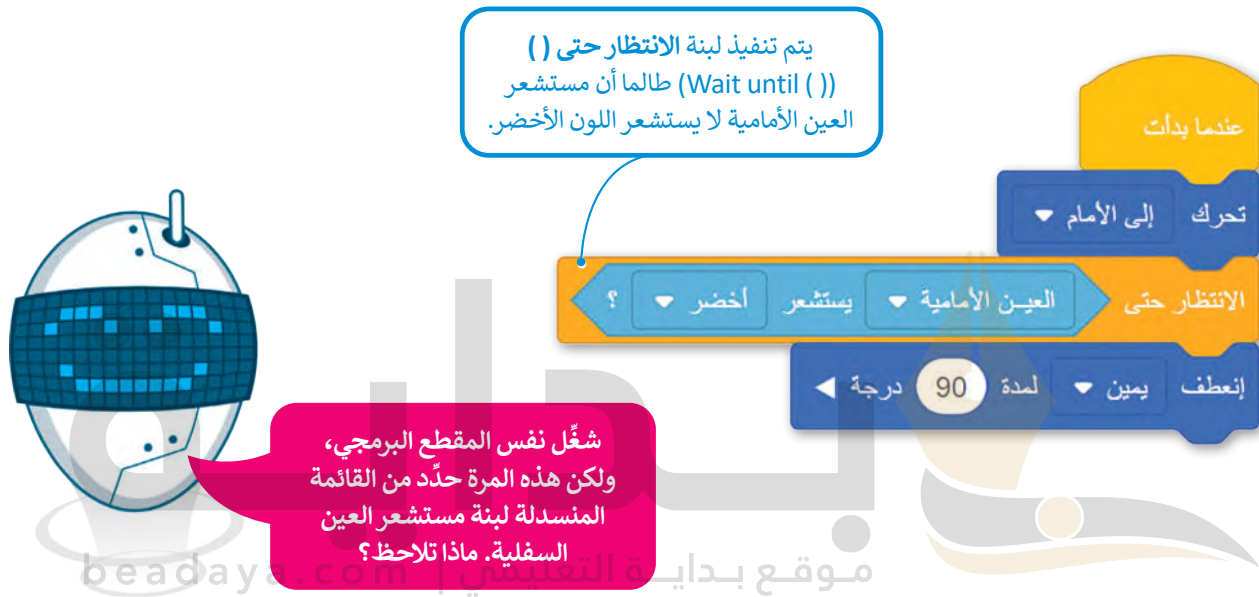 يتم تنفيذ لبنة الانتظار حتى ( )
(Wait until ( )) طالما أن مستشعر
العين الأمامية لا يستشعر اللون الأخضر.
عندما بدأت
تحرك إلى الأمام
الانتظار حتى العين الأمامية يستشعر أخضر ؟
إنعطف يمين لمدة 90 درجة
شغِّل نفس المقطع البرمجي،
ولكن هذه المرة حدِّد من القائمة
المنسدلة لبنة مستشعر العين
السفلية. ماذا تلاحظ؟
بداية
موقع بداية التعليمي | beadaya.com